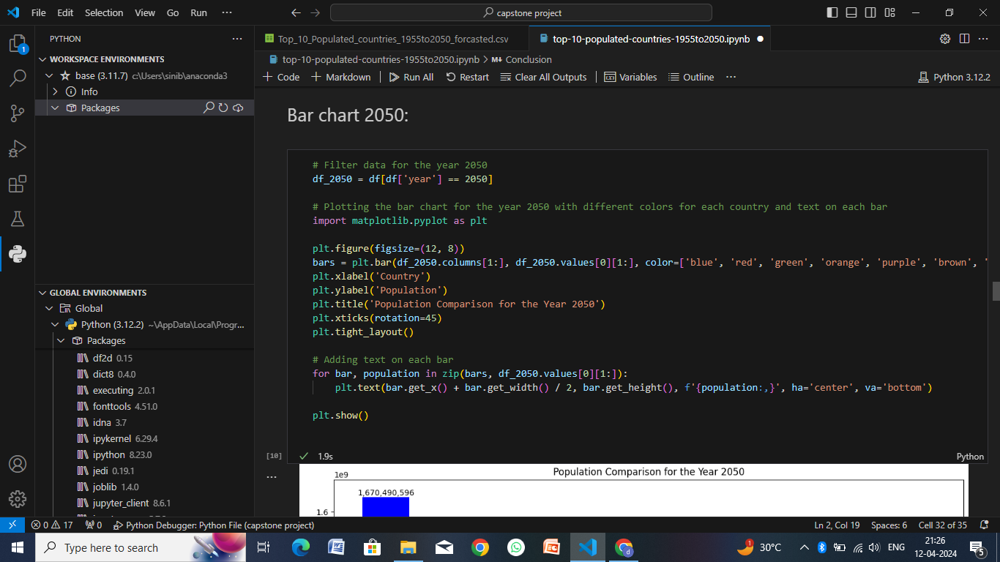 File Edit Selection View Go Run ···
capstone project
PYTHON ···
WORKSPACE ENVIRONMENTS
base (3.11.7) c:\Users\sinib\anaconda3
Info
Packages
GLOBAL ENVIRONMENTS
Global
Python (3.12.2) ~\AppData\Local\Progr...
Packages
df2d 0.15
dict8 0.4.0
executing 2.0.1
fonttools 4.51.0
idna 3.7
ipykernel 6.29.4
ipython 8.23.0
jedi 0.19.1
joblib 1.4.0
jupyter_client 8.6.1
Top_10_Populated_countries_1955to2050_forcasted.csv
top-10-populated-countries-1955to2050.ipynb
top-10-populated-countries-1955to2050.ipynb > M↓ Conclusion
+ Code + Markdown Run All Restart Clear All Outputs Variables Outline ··· Python 3.12.2
Bar chart 2050:
# Filter data for the year 2050
df_2050 = df[df['year'] == 2050]
# Plotting the bar chart for the year 2050 with different colors for each country and text on each bar
import matplotlib.pyplot as plt
plt.figure(figsize=(12, 8))
bars = plt.bar(df_2050.columns[1:], df_2050.values[0][1:], color=['blue', 'red', 'green', 'orange', 'purple', 'brown', '
plt.xlabel('Country')
plt.ylabel('Population')
plt.title('Population Comparison for the Year 2050')
plt.xticks(rotation=45)
plt.tight_layout()
# Adding text on each bar
for bar, population in zip(bars, df_2050.values[0][1:]):
plt.text(bar.get_x() + bar.get_width() / 2, bar.get_height(), f'{population:,}', ha='center', va='bottom')
plt.show()
[10] 1.9s Python
Population Comparison for the Year 2050
1e9
1,670,490,596
1.6
0 17 0 Python Debugger: Python File (capstone project) Ln 2, Col 19 Spaces: 6 Cell 32 of 35
Type here to search
1 30°C ENG 21:26
12-04-2024 5